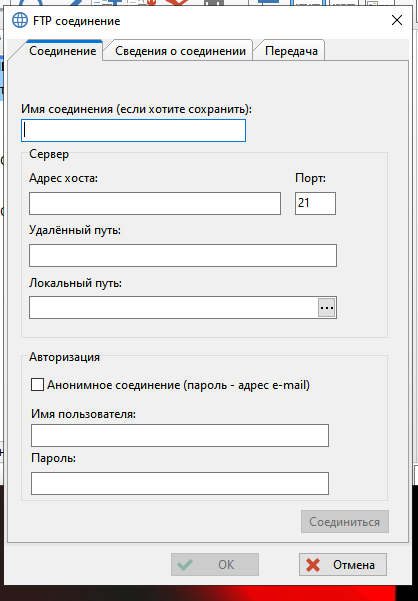 FTP соединение
Соединение
Сведения о соединении
Передача
Имя соединения (если хотите сохранить):
Сервер
Адрес хоста:
Порт:
21
Удалённый путь:
Локальный путь:
...
Авторизация
Анонимное соединение (пароль - адрес e-mail)
Имя пользователя:
Пароль:
Соединиться
OK
Отмена